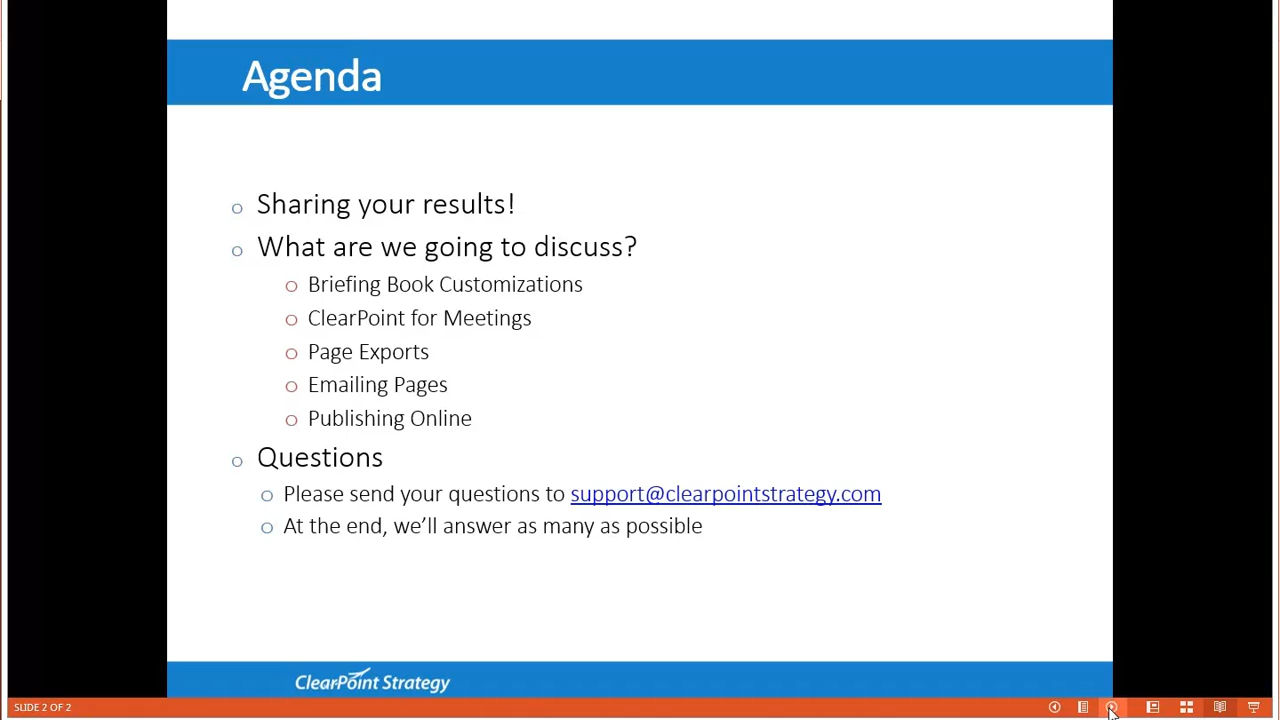 Agenda
Sharing your results!
What are we going to discuss?
Briefing Book Customizations
ClearPoint for Meetings
Page Exports
Emailing Pages
Publishing Online
Questions
Please send your questions to support@clearpointstrategy.com
At the end, we’ll answer as many as possible
ClearPoint Strategy
SLIDE 2 OF 2